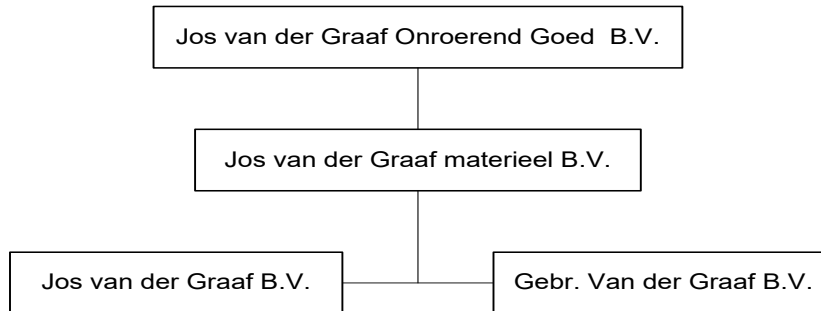 Jos van der Graaf Onroerend Goed B.V.
Jos van der Graaf materieel B.V.
Jos van der Graaf B.V.
Gebr. Van der Graaf B.V.